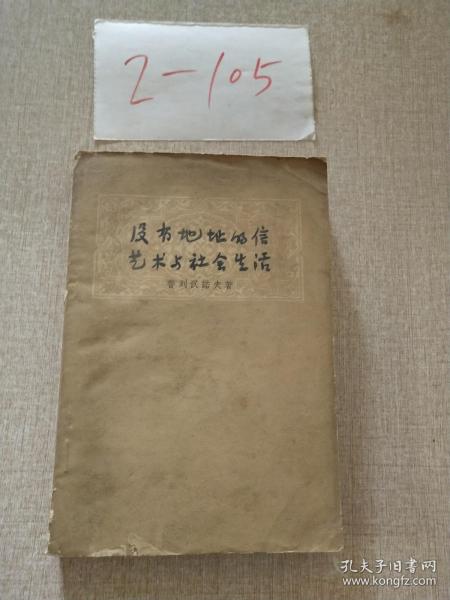 2-105
没有地址的信
艺术与社会生活
普列汉诺夫著
孔夫子旧书网
www.kongfz.com